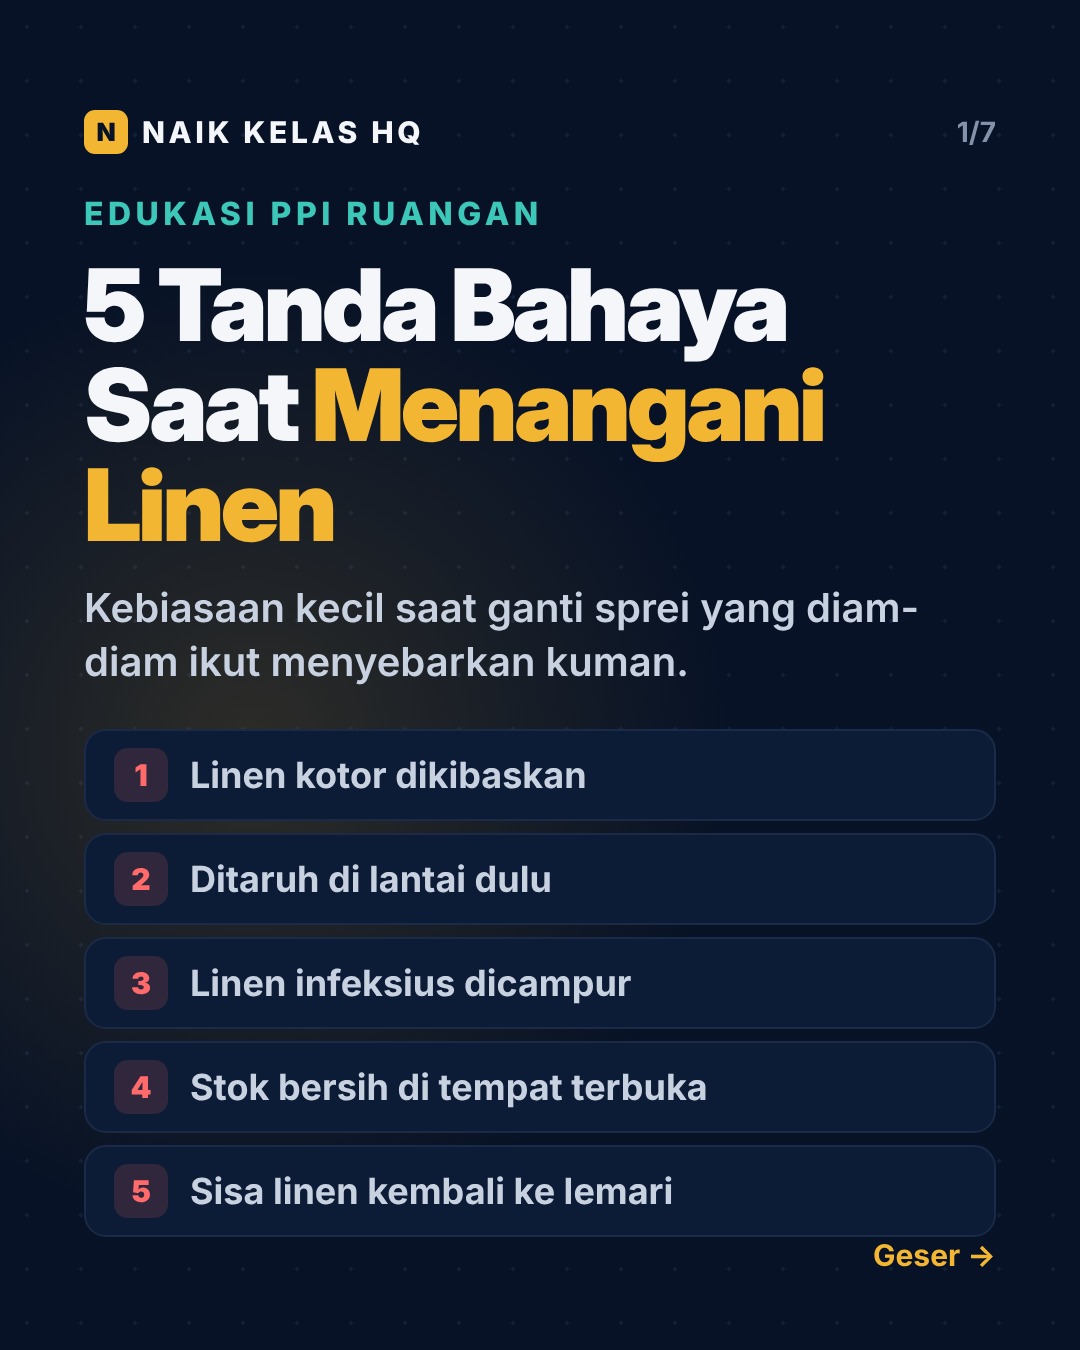 N NAIK KELAS HQ
1/7
EDUKASI PPI RUANGAN
5 Tanda Bahaya
Saat Menangani
Linen
Kebiasaan kecil saat ganti sprei yang diam-
diam ikut menyebarkan kuman.
1 Linen kotor dikibaskan
2 Ditaruh di lantai dulu
3 Linen infeksius dicampur
4 Stok bersih di tempat terbuka
5 Sisa linen kembali ke lemari
Geser →